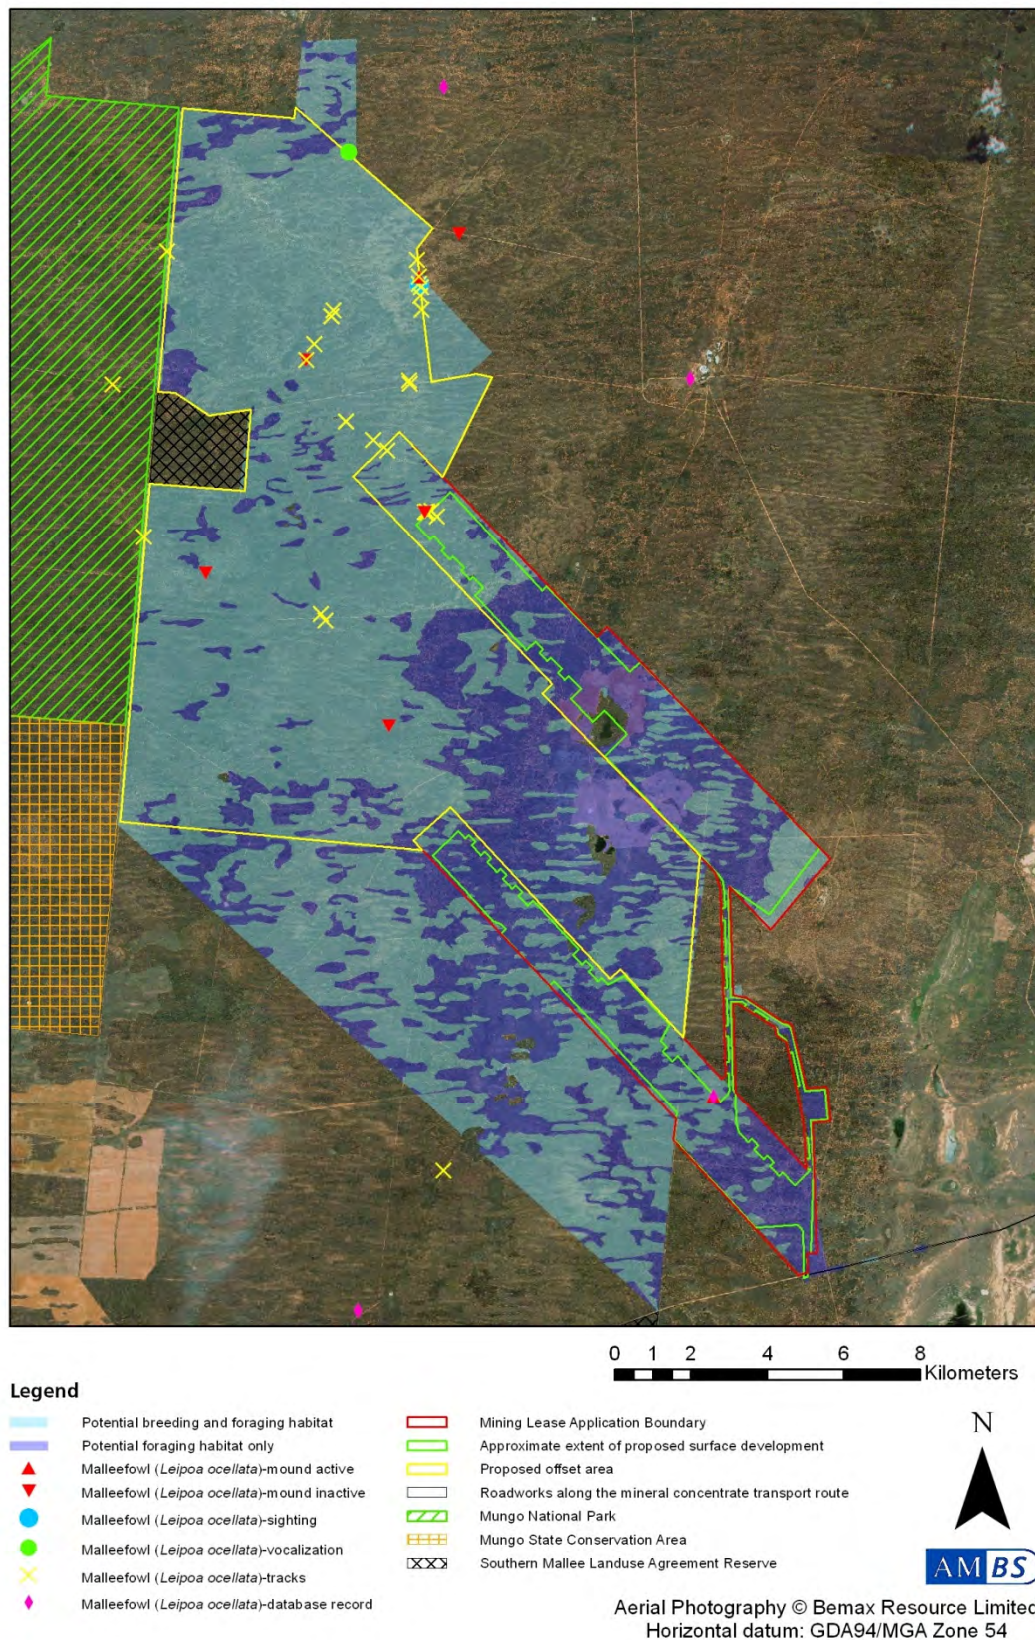 0 1 2 4 6 8
Kilometers
Legend
Potential breeding and foraging habitat
Potential foraging habitat only
Malleefowl (Leipoa ocellata)-mound active
Malleefowl (Leipoa ocellata)-mound inactive
Malleefowl (Leipoa ocellata)-sighting
Malleefowl (Leipoa ocellata)-vocalization
Malleefowl (Leipoa ocellata)-tracks
Malleefowl (Leipoa ocellata)-database record
Mining Lease Application Boundary
Approximate extent of proposed surface development
Proposed offset area
Roadworks along the mineral concentrate transport route
Mungo National Park
Mungo State Conservation Area
Southern Mallee Landuse Agreement Reserve
N
AMBS
Aerial Photography © Bemax Resource Limited
Horizontal datum: GDA94/MGA Zone 54